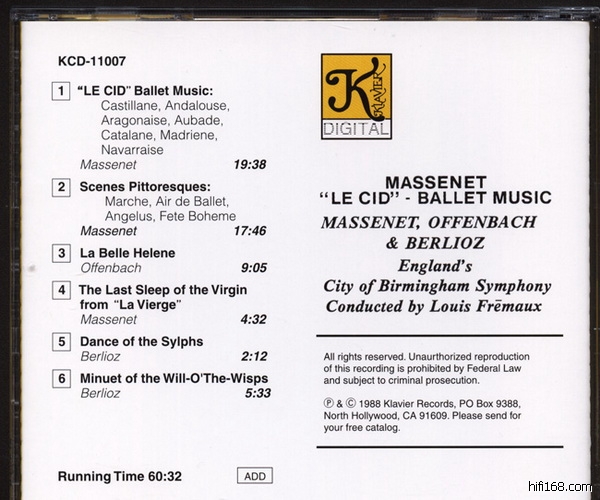 KCD-11007
1 "LE CID" Ballet Music:
Castillane, Andalouse,
Aragonaise, Aubade,
Catalane, Madriene,
Navarraise
Massenet 19:38
2 Scenes Pittoresques:
Marche, Air de Ballet,
Angelus, Fete Boheme
Massenet 17:46
3 La Belle Helene
Offenbach 9:05
4 The Last Sleep of the Virgin
from "La Vierge"
Massenet 4:32
5 Dance of the Sylphs
Berlioz 2:12
6 Minuet of the Will-O'The-Wisps
Berlioz 5:33
Running Time 60:32 ADD
K KLAVIER
DIGITAL
MASSENET
"LE CID" - BALLET MUSIC
MASSENET, OFFENBACH
& BERLIOZ
England's
City of Birmingham Symphony
Conducted by Louis Frēmaux
All rights reserved. Unaurthorized reproduction
of this recording is prohibited by Federal Law
and subject to criminal prosecution.
℗ & © 1988 Klavier Records, PO Box 9388,
North Hollywood, CA 91609. Please send for
your free catalog.
hifi168.com